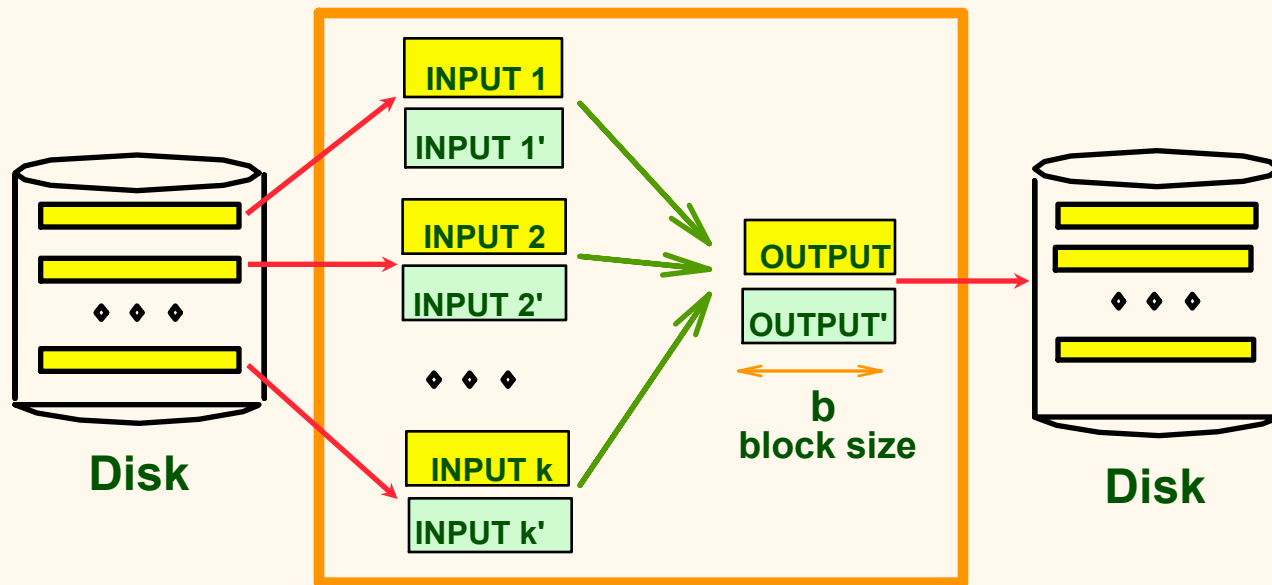 INPUT 1
INPUT 1'
INPUT 2
INPUT 2'
INPUT k
INPUT k'
OUTPUT
OUTPUT'
b
block size
Disk
Disk